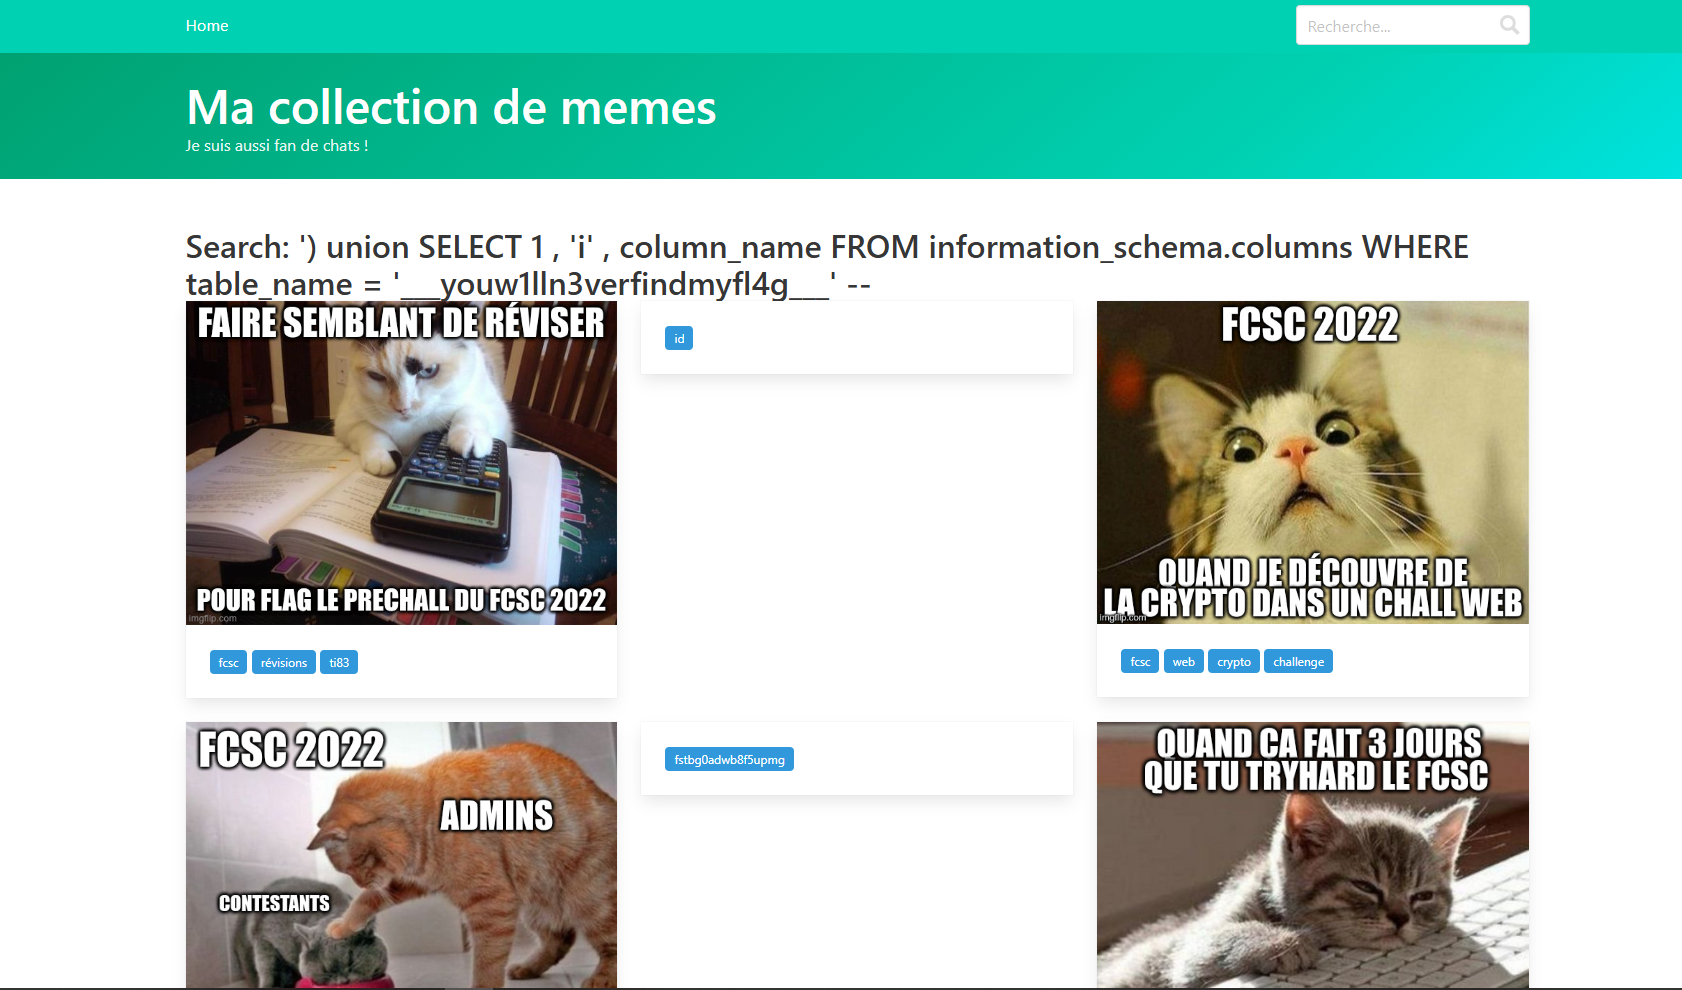 Home
Recherche...
Ma collection de memes
Je suis aussi fan de chats !
Search: ') union SELECT 1 , 'i' , column_name FROM information_schema.columns WHERE
table_name = '___youw1lln3verfindmyfl4g___' --
FAIRE SEMBLANT DE RÉVISER
POUR FLAG LE PRECHALL DU FCSC 2022
imgflip.com
fcsc révisions ti83
id
FCSC 2022
QUAND JE DÉCOUVRE DE
LA CRYPTO DANS UN CHALL WEB
imgflip.com
fcsc web crypto challenge
FCSC 2022
ADMINS
CONTESTANTS
fstbg0adwb8f5upmg
QUAND CA FAIT 3 JOURS
QUE TU TRYHARD LE FCSC